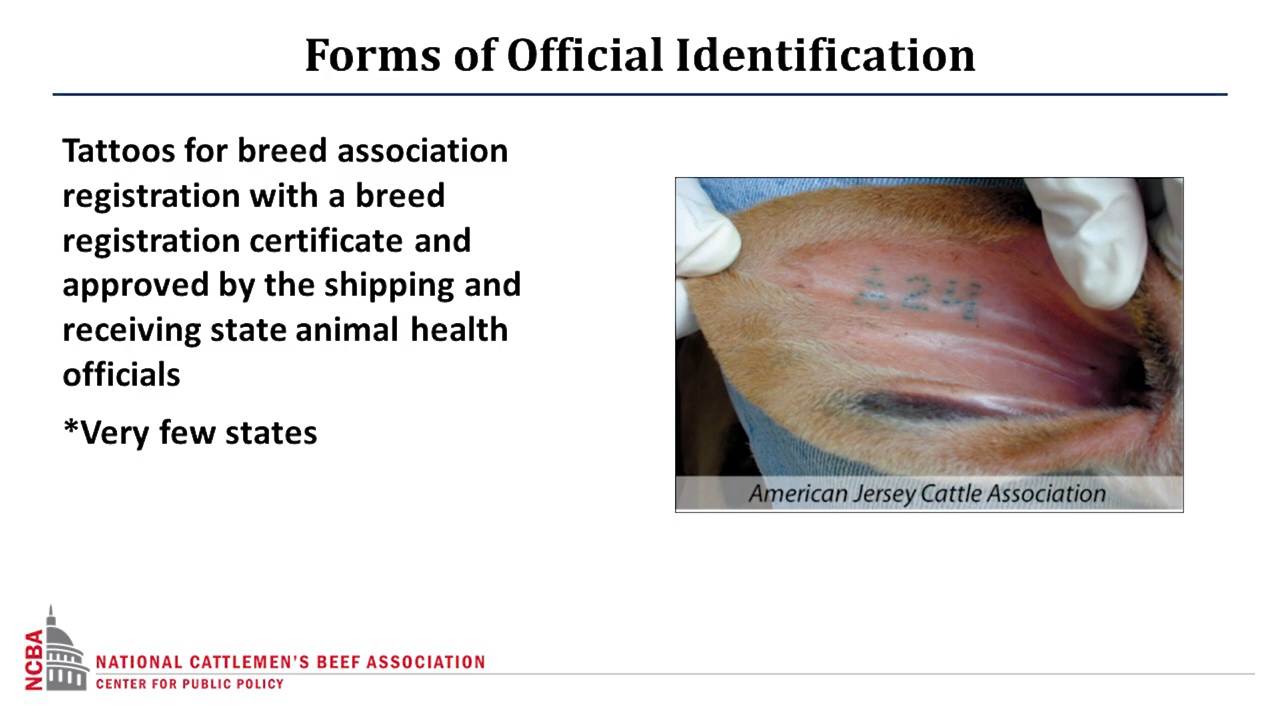 Forms of Official Identification
Tattoos for breed association
registration with a breed
registration certificate and
approved by the shipping and
receiving state animal health
officials
*Very few states
A24
American Jersey Cattle Association
NCBA
NATIONAL CATTLEMEN'S BEEF ASSOCIATION
CENTER FOR PUBLIC POLICY